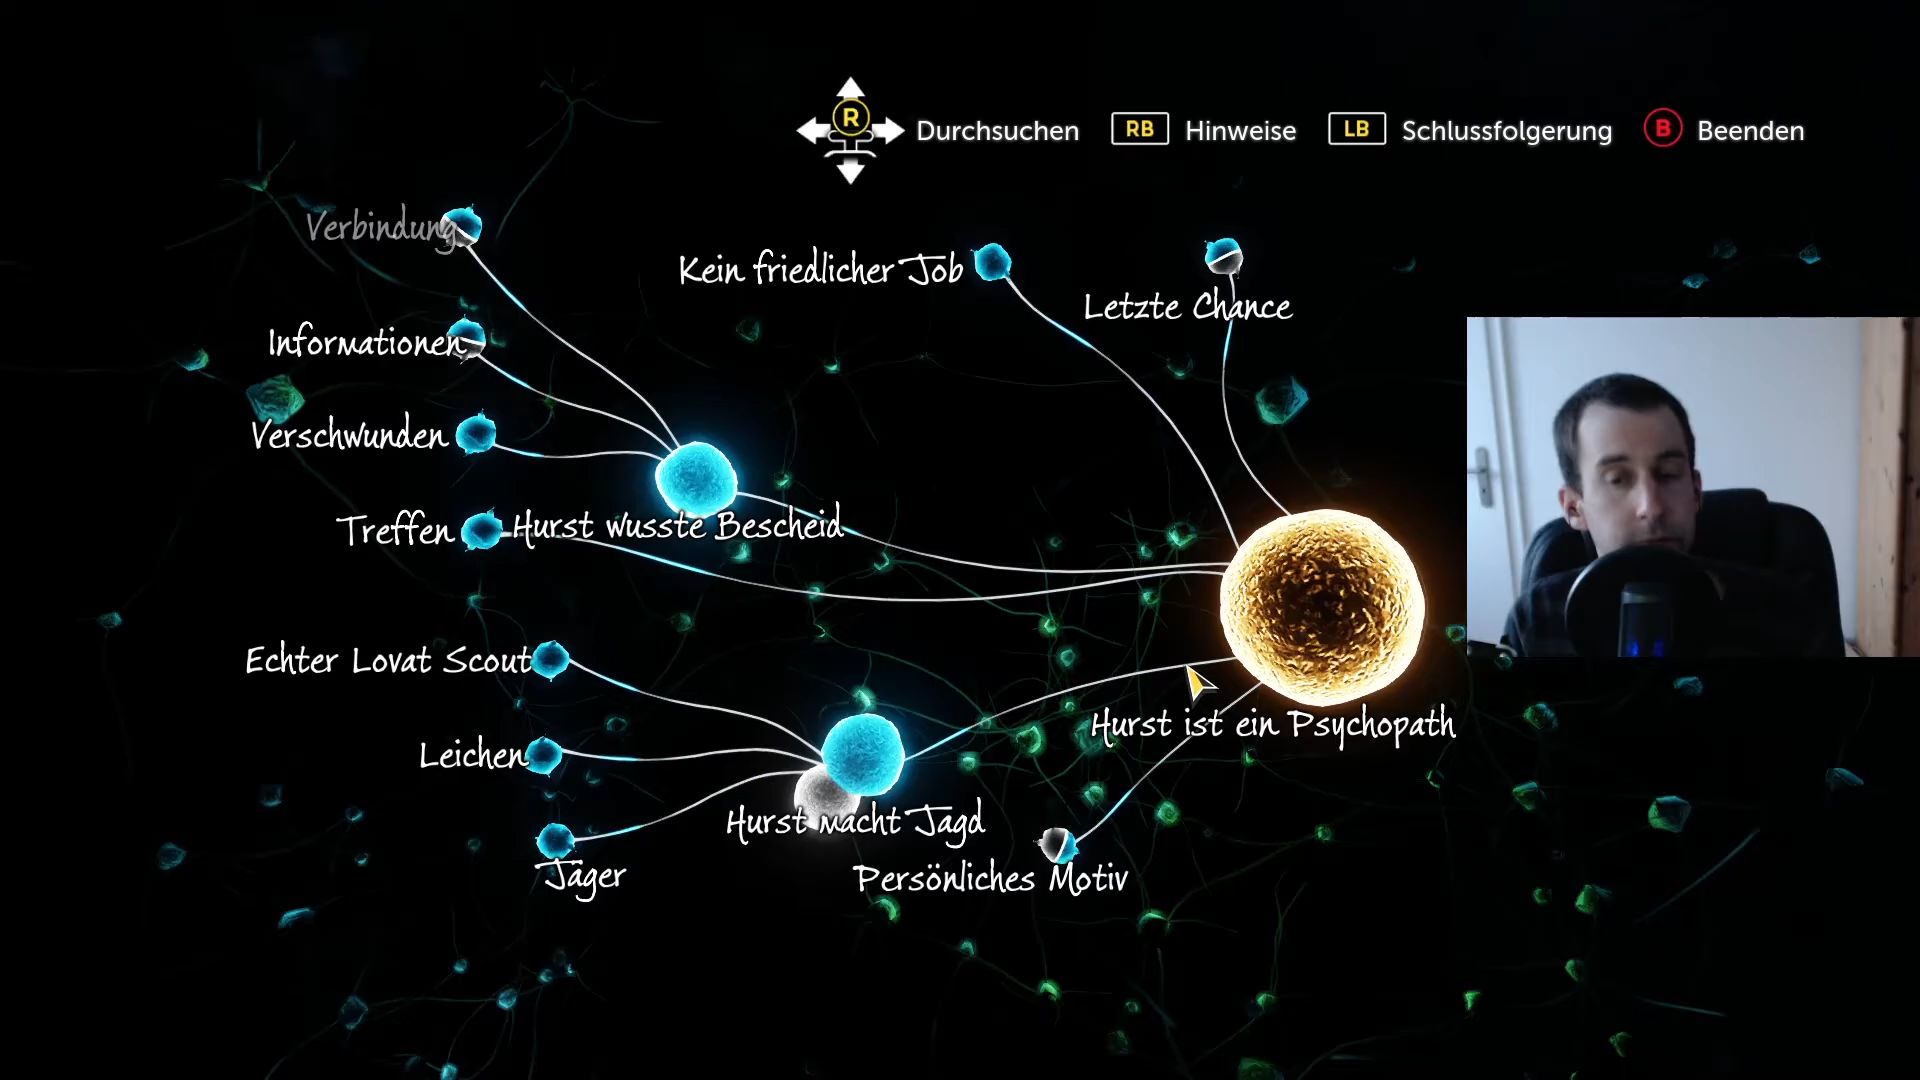 R Durchsuchen RB Hinweise LB Schlussfolgerung B Beenden
Verbindung
Kein friedlicher Job
Letzte Chance
Informationen
Verschwunden
Treffen
Hurst wusste Bescheid
Echter Lovat Scout
Hurst ist ein Psychopath
Leichen
Hurst macht Jagd
Jäger
Persönliches Motiv